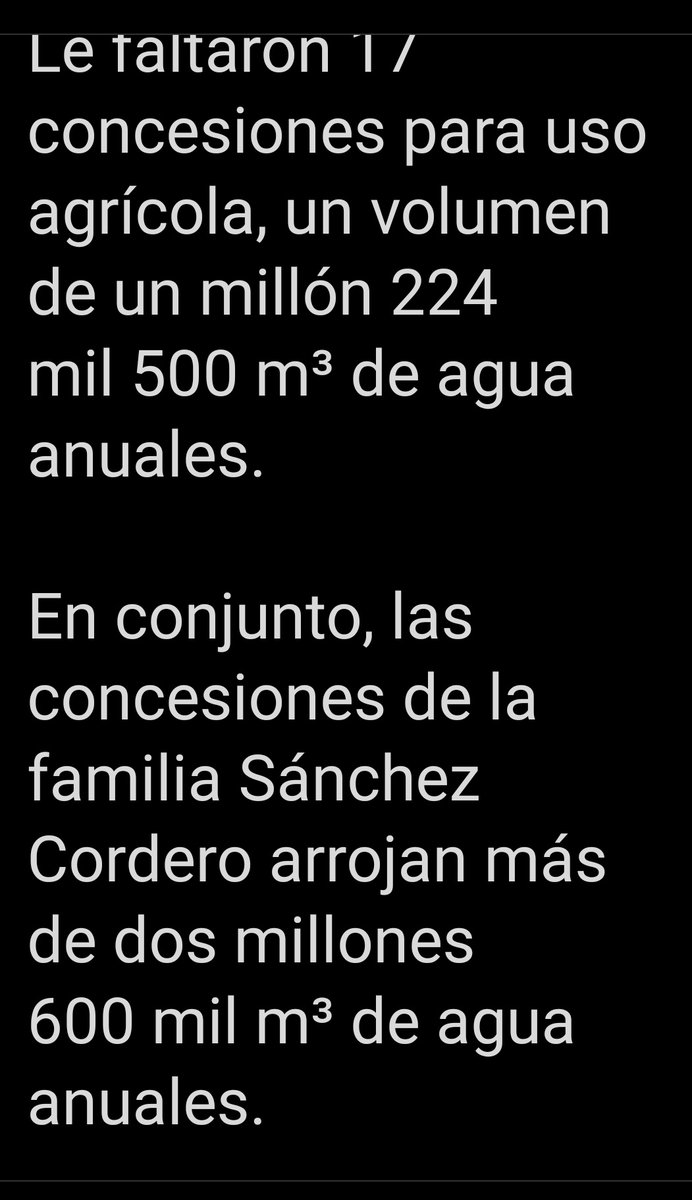 Le faltaron 17
concesiones para uso
agrícola, un volumen
de un millón 224
mil 500 m³ de agua
anuales.
En conjunto, las
concesiones de la
familia Sánchez
Cordero arrojan más
de dos millones
600 mil m³ de agua
anuales.